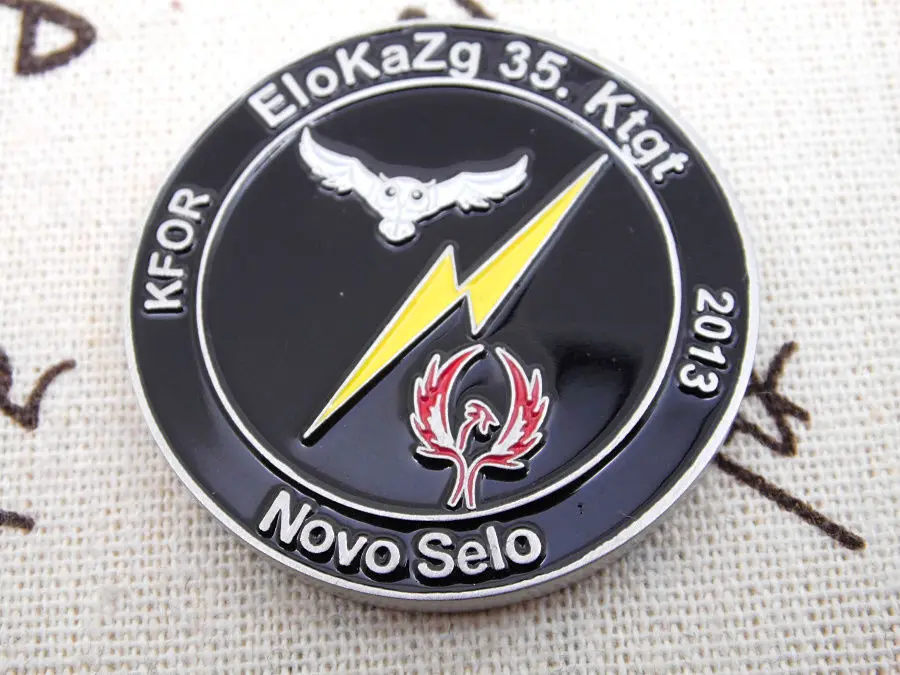 EloKaZg 35. Ktgt
KFOR
2013
Novo Selo